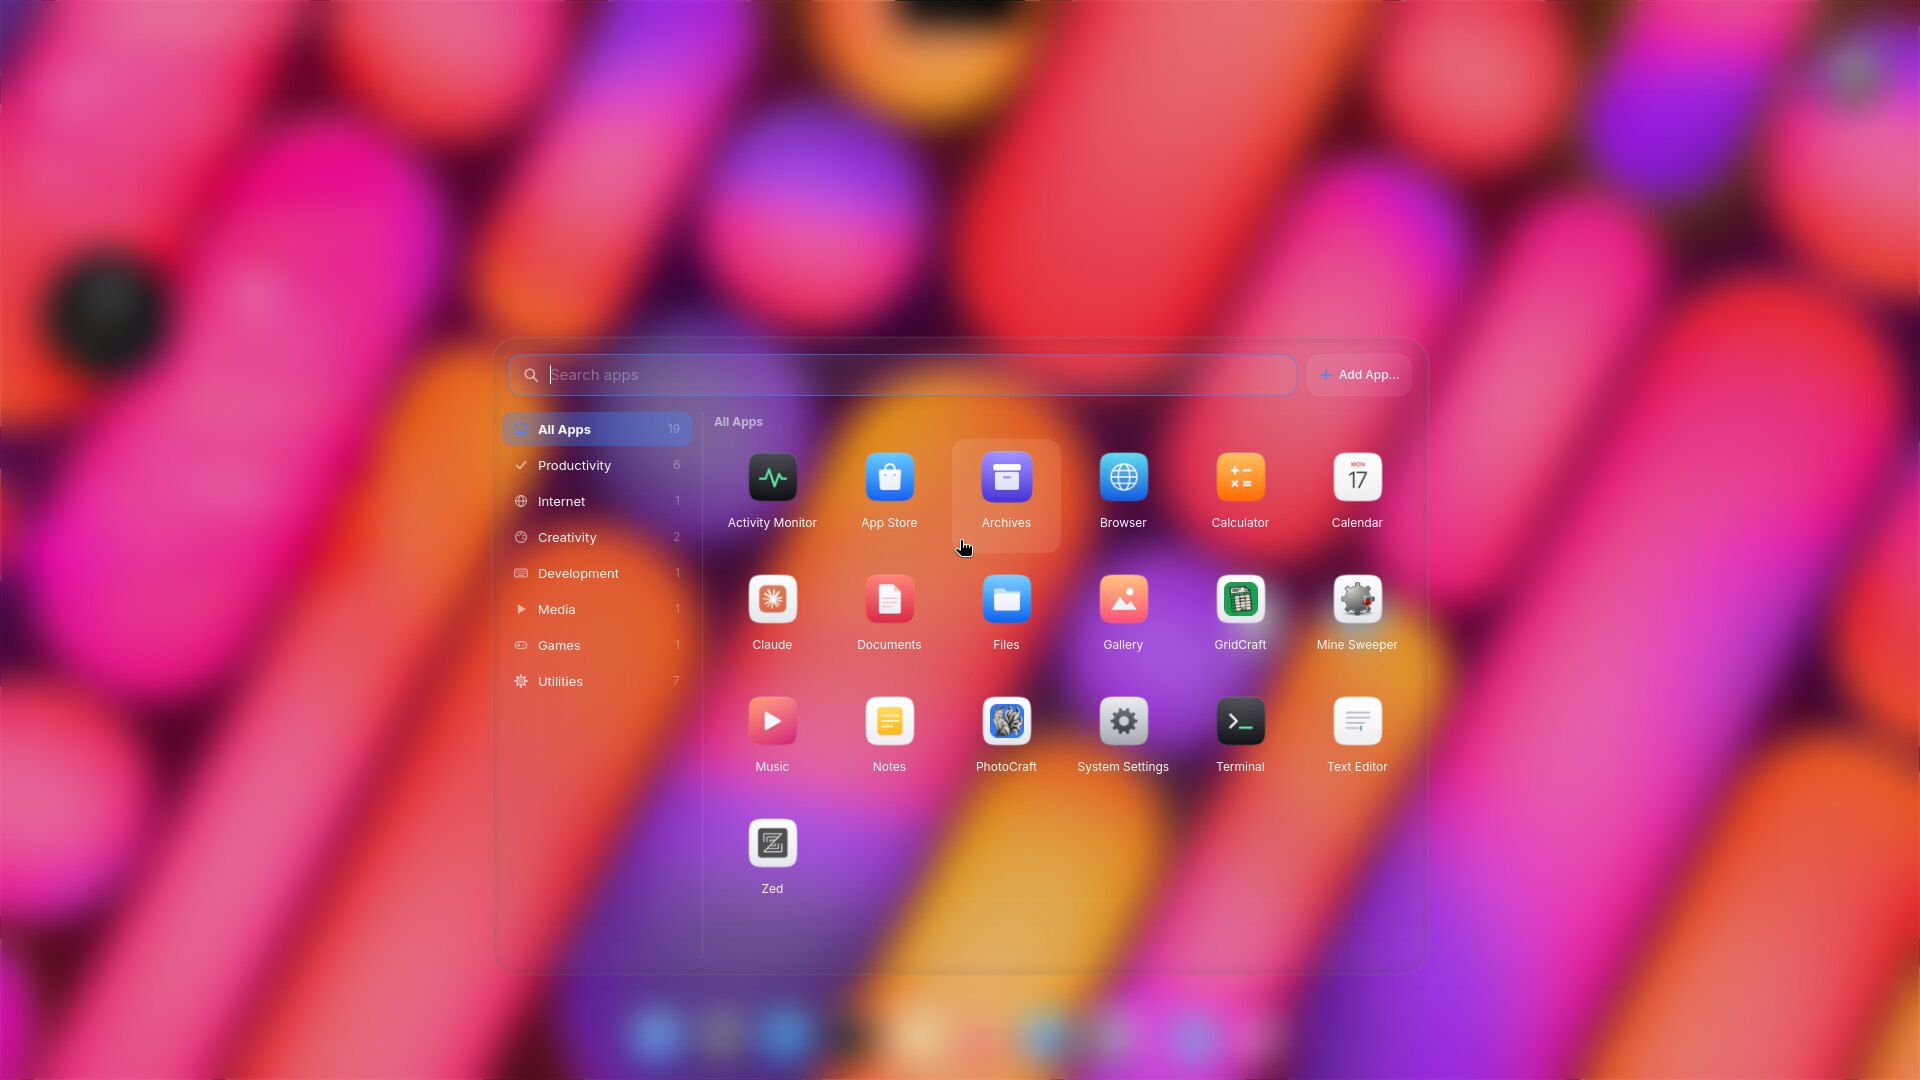 Search apps
Add App...
All Apps 19
Productivity 6
Internet 1
Creativity 2
Development 1
Media 1
Games 1
Utilities 7
All Apps
MON
17
Activity Monitor App Store Archives Browser Calculator Calendar
Claude Documents Files Gallery GridCraft Mine Sweeper
Music Notes PhotoCraft System Settings Terminal Text Editor
Zed